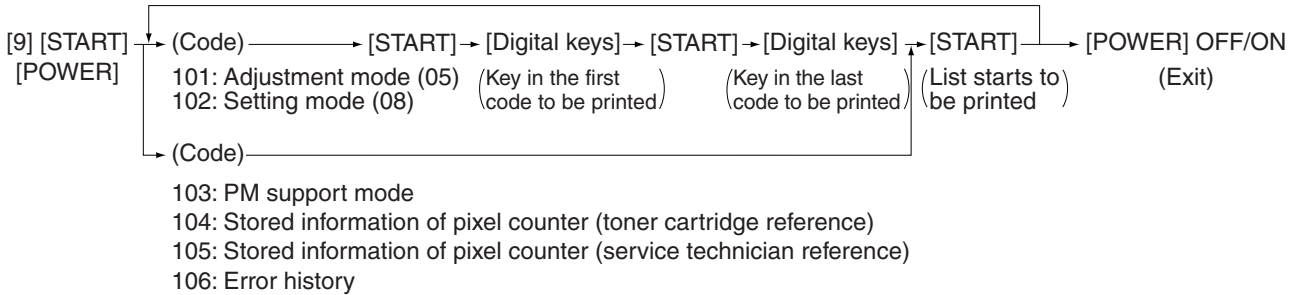 [9] [START] (Code) [START] [Digital keys] [START] [Digital keys] [START] [POWER] OFF/ON
[POWER] 101: Adjustment mode (05) (Key in the first (Key in the last (List starts to (Exit)
102: Setting mode (08) code to be printed) code to be printed) be printed)
(Code)
103: PM support mode
104: Stored information of pixel counter (toner cartridge reference)
105: Stored information of pixel counter (service technician reference)
106: Error history